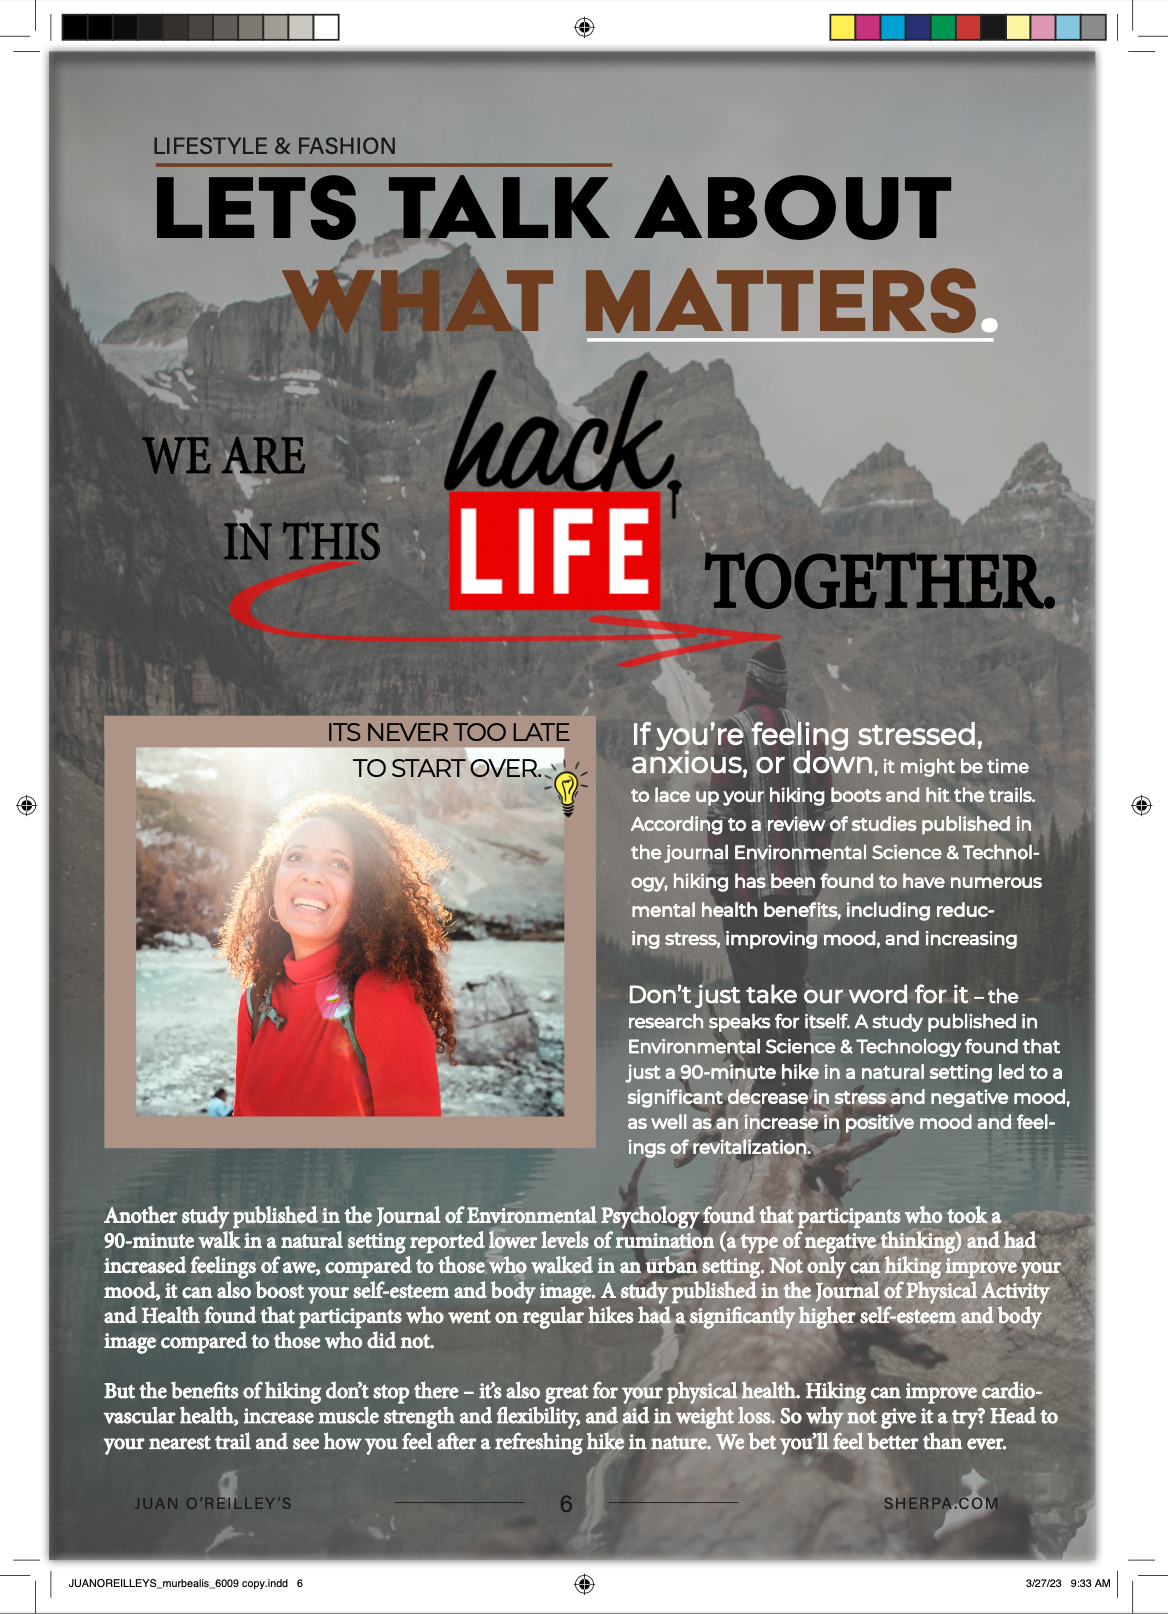 LIFESTYLE & FASHION
LETS TALK ABOUT
WHAT MATTERS.
WE ARE
IN THIS
hack.
LIFE
TOGETHER.
ITS NEVER TOO LATE
TO START OVER.
If you’re feeling stressed,
anxious, or down, it might be time
to lace up your hiking boots and hit the trails.
According to a review of studies published in
the journal Environmental Science & Technol-
ogy, hiking has been found to have numerous
mental health benefits, including reduc-
ing stress, improving mood, and increasing
Don’t just take our word for it – the
research speaks for itself. A study published in
Environmental Science & Technology found that
just a 90-minute hike in a natural setting led to a
significant decrease in stress and negative mood,
as well as an increase in positive mood and feel-
ings of revitalization.
Another study published in the Journal of Environmental Psychology found that participants who took a
90-minute walk in a natural setting reported lower levels of rumination (a type of negative thinking) and had
increased feelings of awe, compared to those who walked in an urban setting. Not only can hiking improve your
mood, it can also boost your self-esteem and body image. A study published in the Journal of Physical Activity
and Health found that participants who went on regular hikes had a significantly higher self-esteem and body
image compared to those who did not.
But the benefits of hiking don’t stop there – it’s also great for your physical health. Hiking can improve cardio-
vascular health, increase muscle strength and flexibility, and aid in weight loss. So why not give it a try? Head to
your nearest trail and see how you feel after a refreshing hike in nature. We bet you’ll feel better than ever.
JUAN O’REILLEY’S 6 SHERPA.COM
JUANOREILLEYS_murbealis_6009 copy.indd 6 3/27/23 9:33 AM